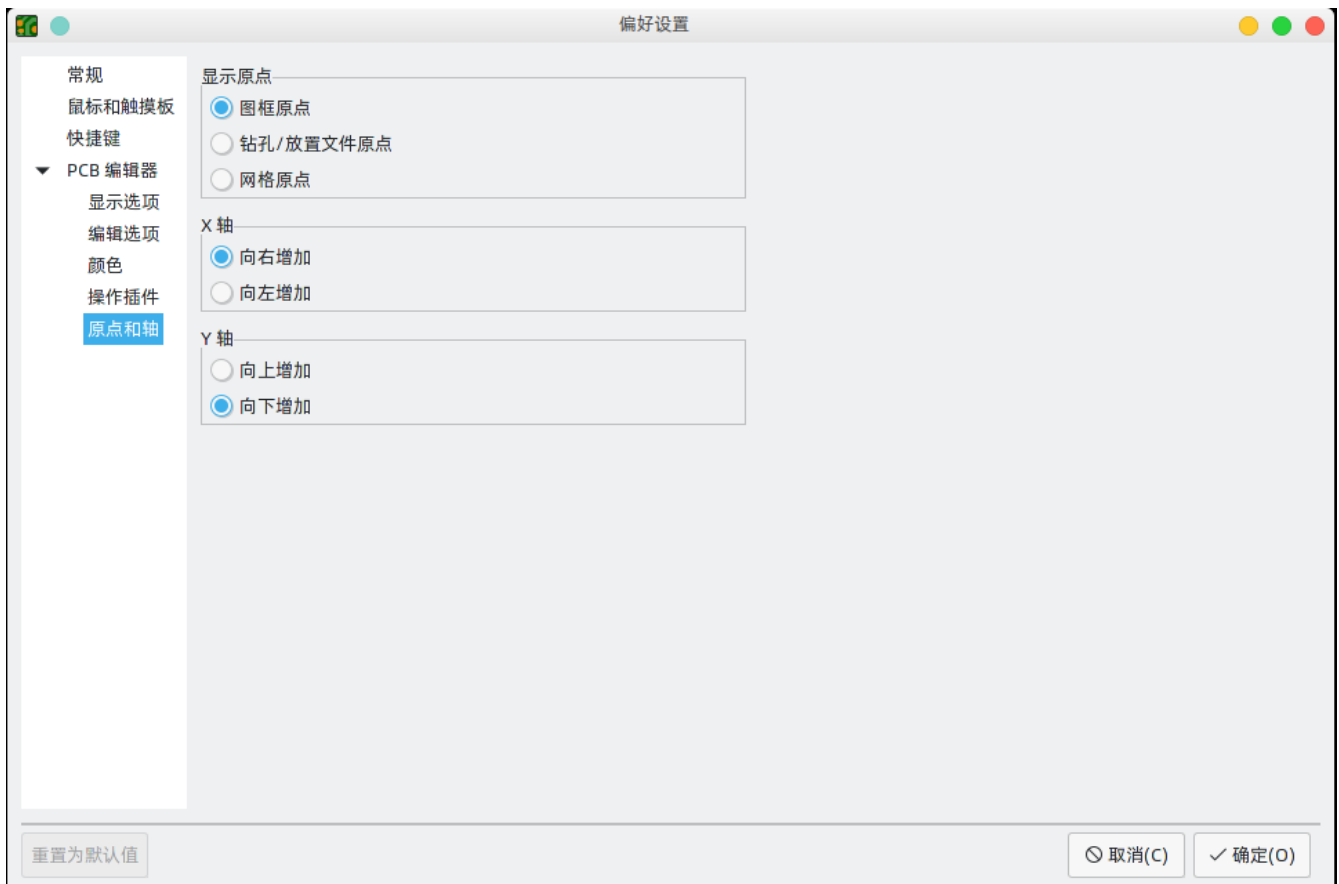 偏好设置
常规
鼠标和触摸板
快捷键
PCB 编辑器
显示选项
编辑选项
颜色
操作插件
原点和轴
显示原点
图框原点
钻孔/放置文件原点
网格原点
X 轴
向右增加
向左增加
Y 轴
向上增加
向下增加
重置为默认值
取消(C)
确定(O)